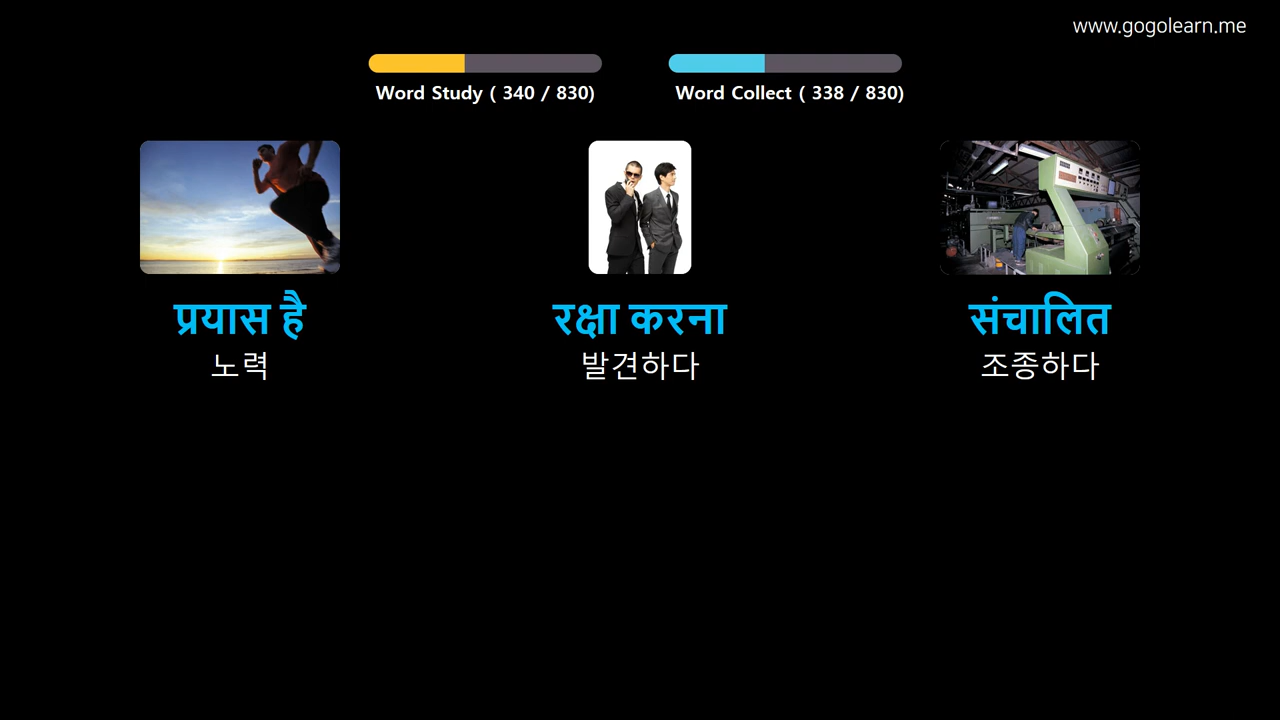 www.gogolearn.me
Word Study ( 340 / 830)
Word Collect ( 338 / 830)
प्रयास है
노력
रक्षा करना
발견하다
संचालित
조종하다